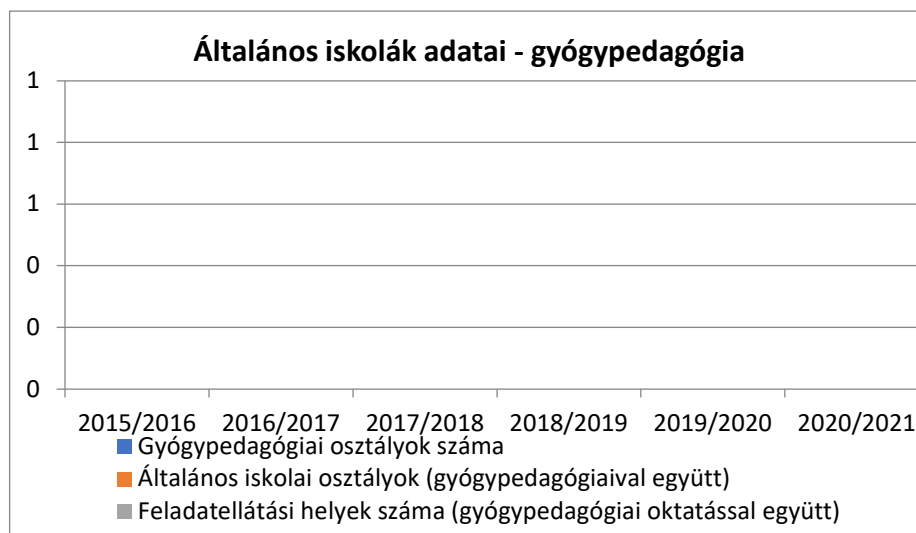 Általános iskolák adatai - gyógypedagógia
1
1
1
0
0
0
2015/2016 2016/2017 2017/2018 2018/2019 2019/2020 2020/2021
Gyógypedagógiai osztályok száma
Általános iskolai osztályok (gyógypedagógiaival együtt)
Feladatellátási helyek száma (gyógypedagógiai oktatással együtt)